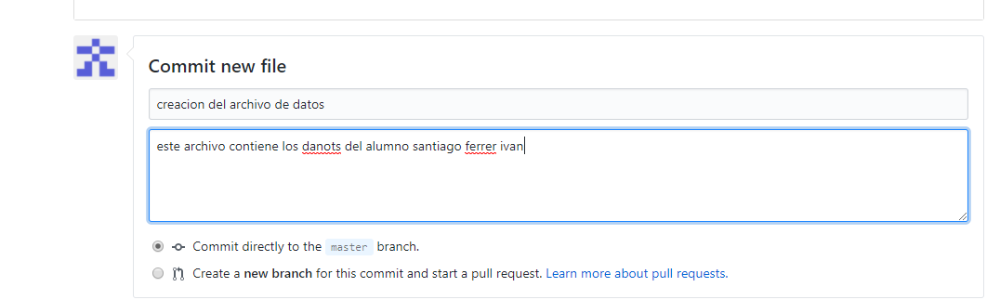 Commit new file
creacion del archivo de datos
este archivo contiene los danots del alumno santiago ferrer ivan
Commit directly to the master branch.
Create a new branch for this commit and start a pull request. Learn more about pull requests.